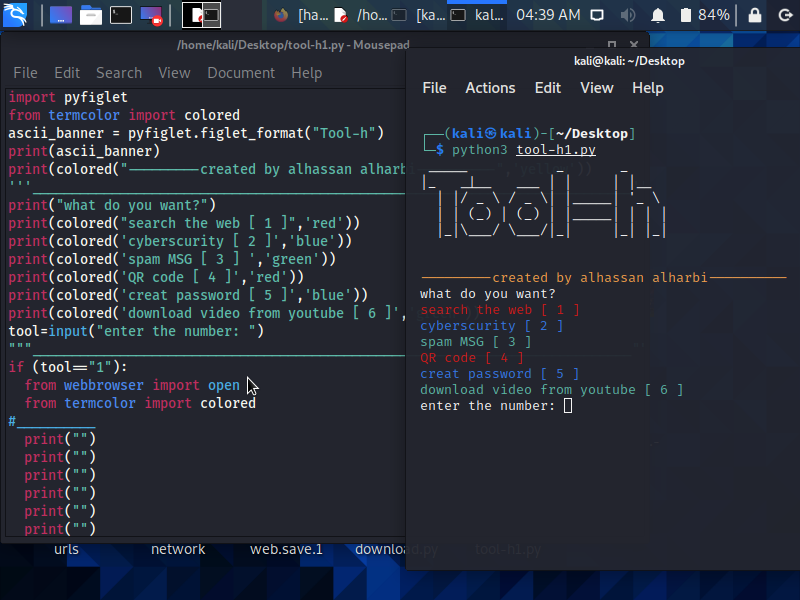 [ha...
/ho...
[ka...
kal...
04:39 AM
84%
/home/kali/Desktop/tool-h1.py - Mousepad
File Edit Search View Document Help
import pyfiglet
from termcolor import colored
ascii_banner = pyfiglet.figlet_format("Tool-h")
print(ascii_banner)
print(colored("—————————created by alhassan alharbi
'''
print("what do you want?")
print(colored("search the web [ 1 ]",'red'))
print(colored('cyberscurity [ 2 ]','blue'))
print(colored('spam MSG [ 3 ] ','green'))
print(colored('QR code [ 4 ]','red'))
print(colored('creat password [ 5 ]','blue'))
print(colored('download video from youtube [ 6 ]',
tool=input("enter the number: ")
"""
if (tool=="1"):
from webbrowser import open
from termcolor import colored
#__________
print("")
print("")
print("")
print("")
print("")
print("")
kali@kali: ~/Desktop
File Actions Edit View Help
(kali㉿kali)-[~/Desktop]
$ python3 tool-h1.py
Tool-h
—————————created by alhassan alharbi——————————
what do you want?
search the web [ 1 ]
cyberscurity [ 2 ]
spam MSG [ 3 ]
QR code [ 4 ]
creat password [ 5 ]
download video from youtube [ 6 ]
enter the number:
urls
network
web.save.1
download.py
tool-h1.py